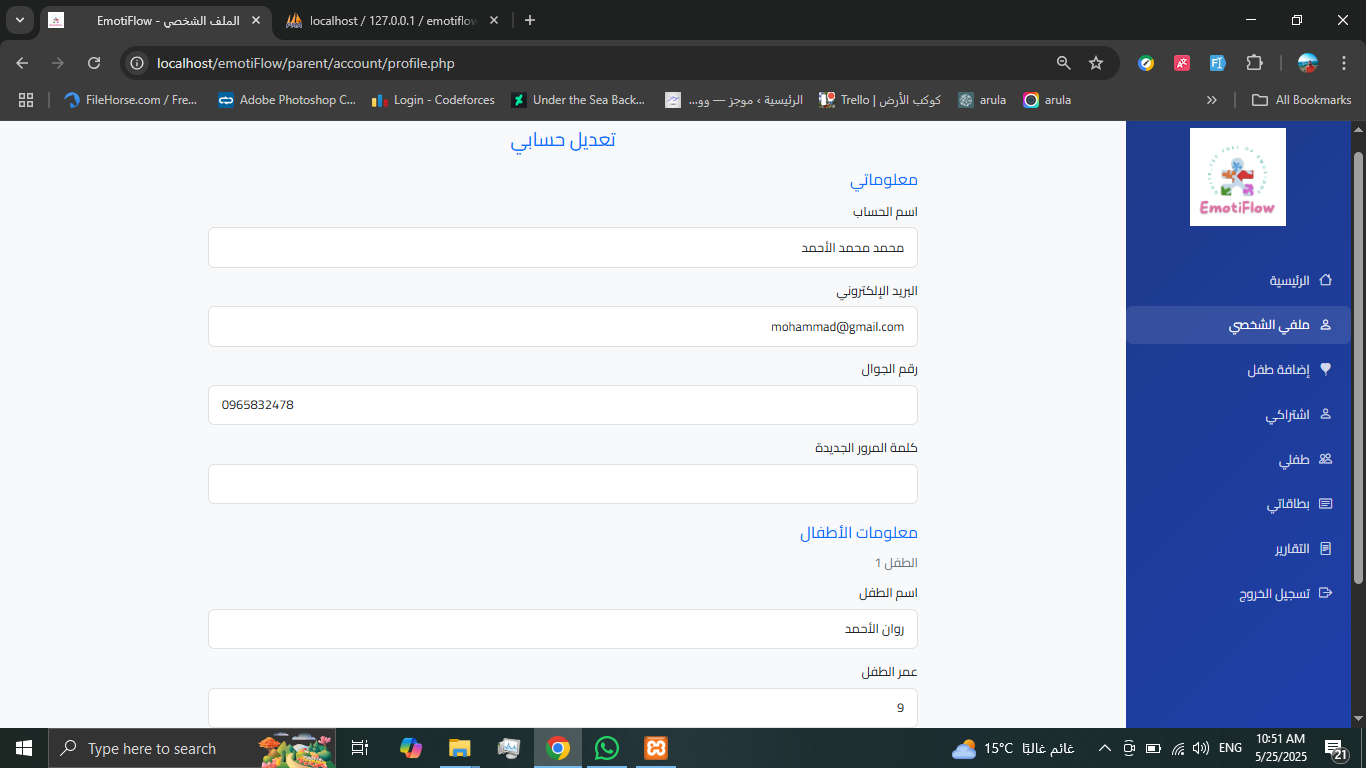 EmotiFlow - الملف الشخصي
localhost / 127.0.0.1 / emotiflow
localhost/emotiFlow/parent/account/profile.php
FileHorse.com / Fre...
Adobe Photoshop C...
Login - Codeforces
Under the Sea Back...
الرئيسية › موجز — وو...
كوكب الأرض | Trello
arula
arula
All Bookmarks
EmotiFlow
الرئيسية
ملفي الشخصي
إضافة طفل
اشتراكي
طفلي
بطاقاتي
التقارير
تسجيل الخروج
تعديل حسابي
معلوماتي
اسم الحساب
محمد محمد الأحمد
البريد الإلكتروني
mohammad@gmail.com
رقم الجوال
0965832478
كلمة المرور الجديدة
معلومات الأطفال
الطفل 1
اسم الطفل
روان الأحمد
عمر الطفل
9
Type here to search
15°C غائم غالبًا
ENG
10:51 AM
5/25/2025
21